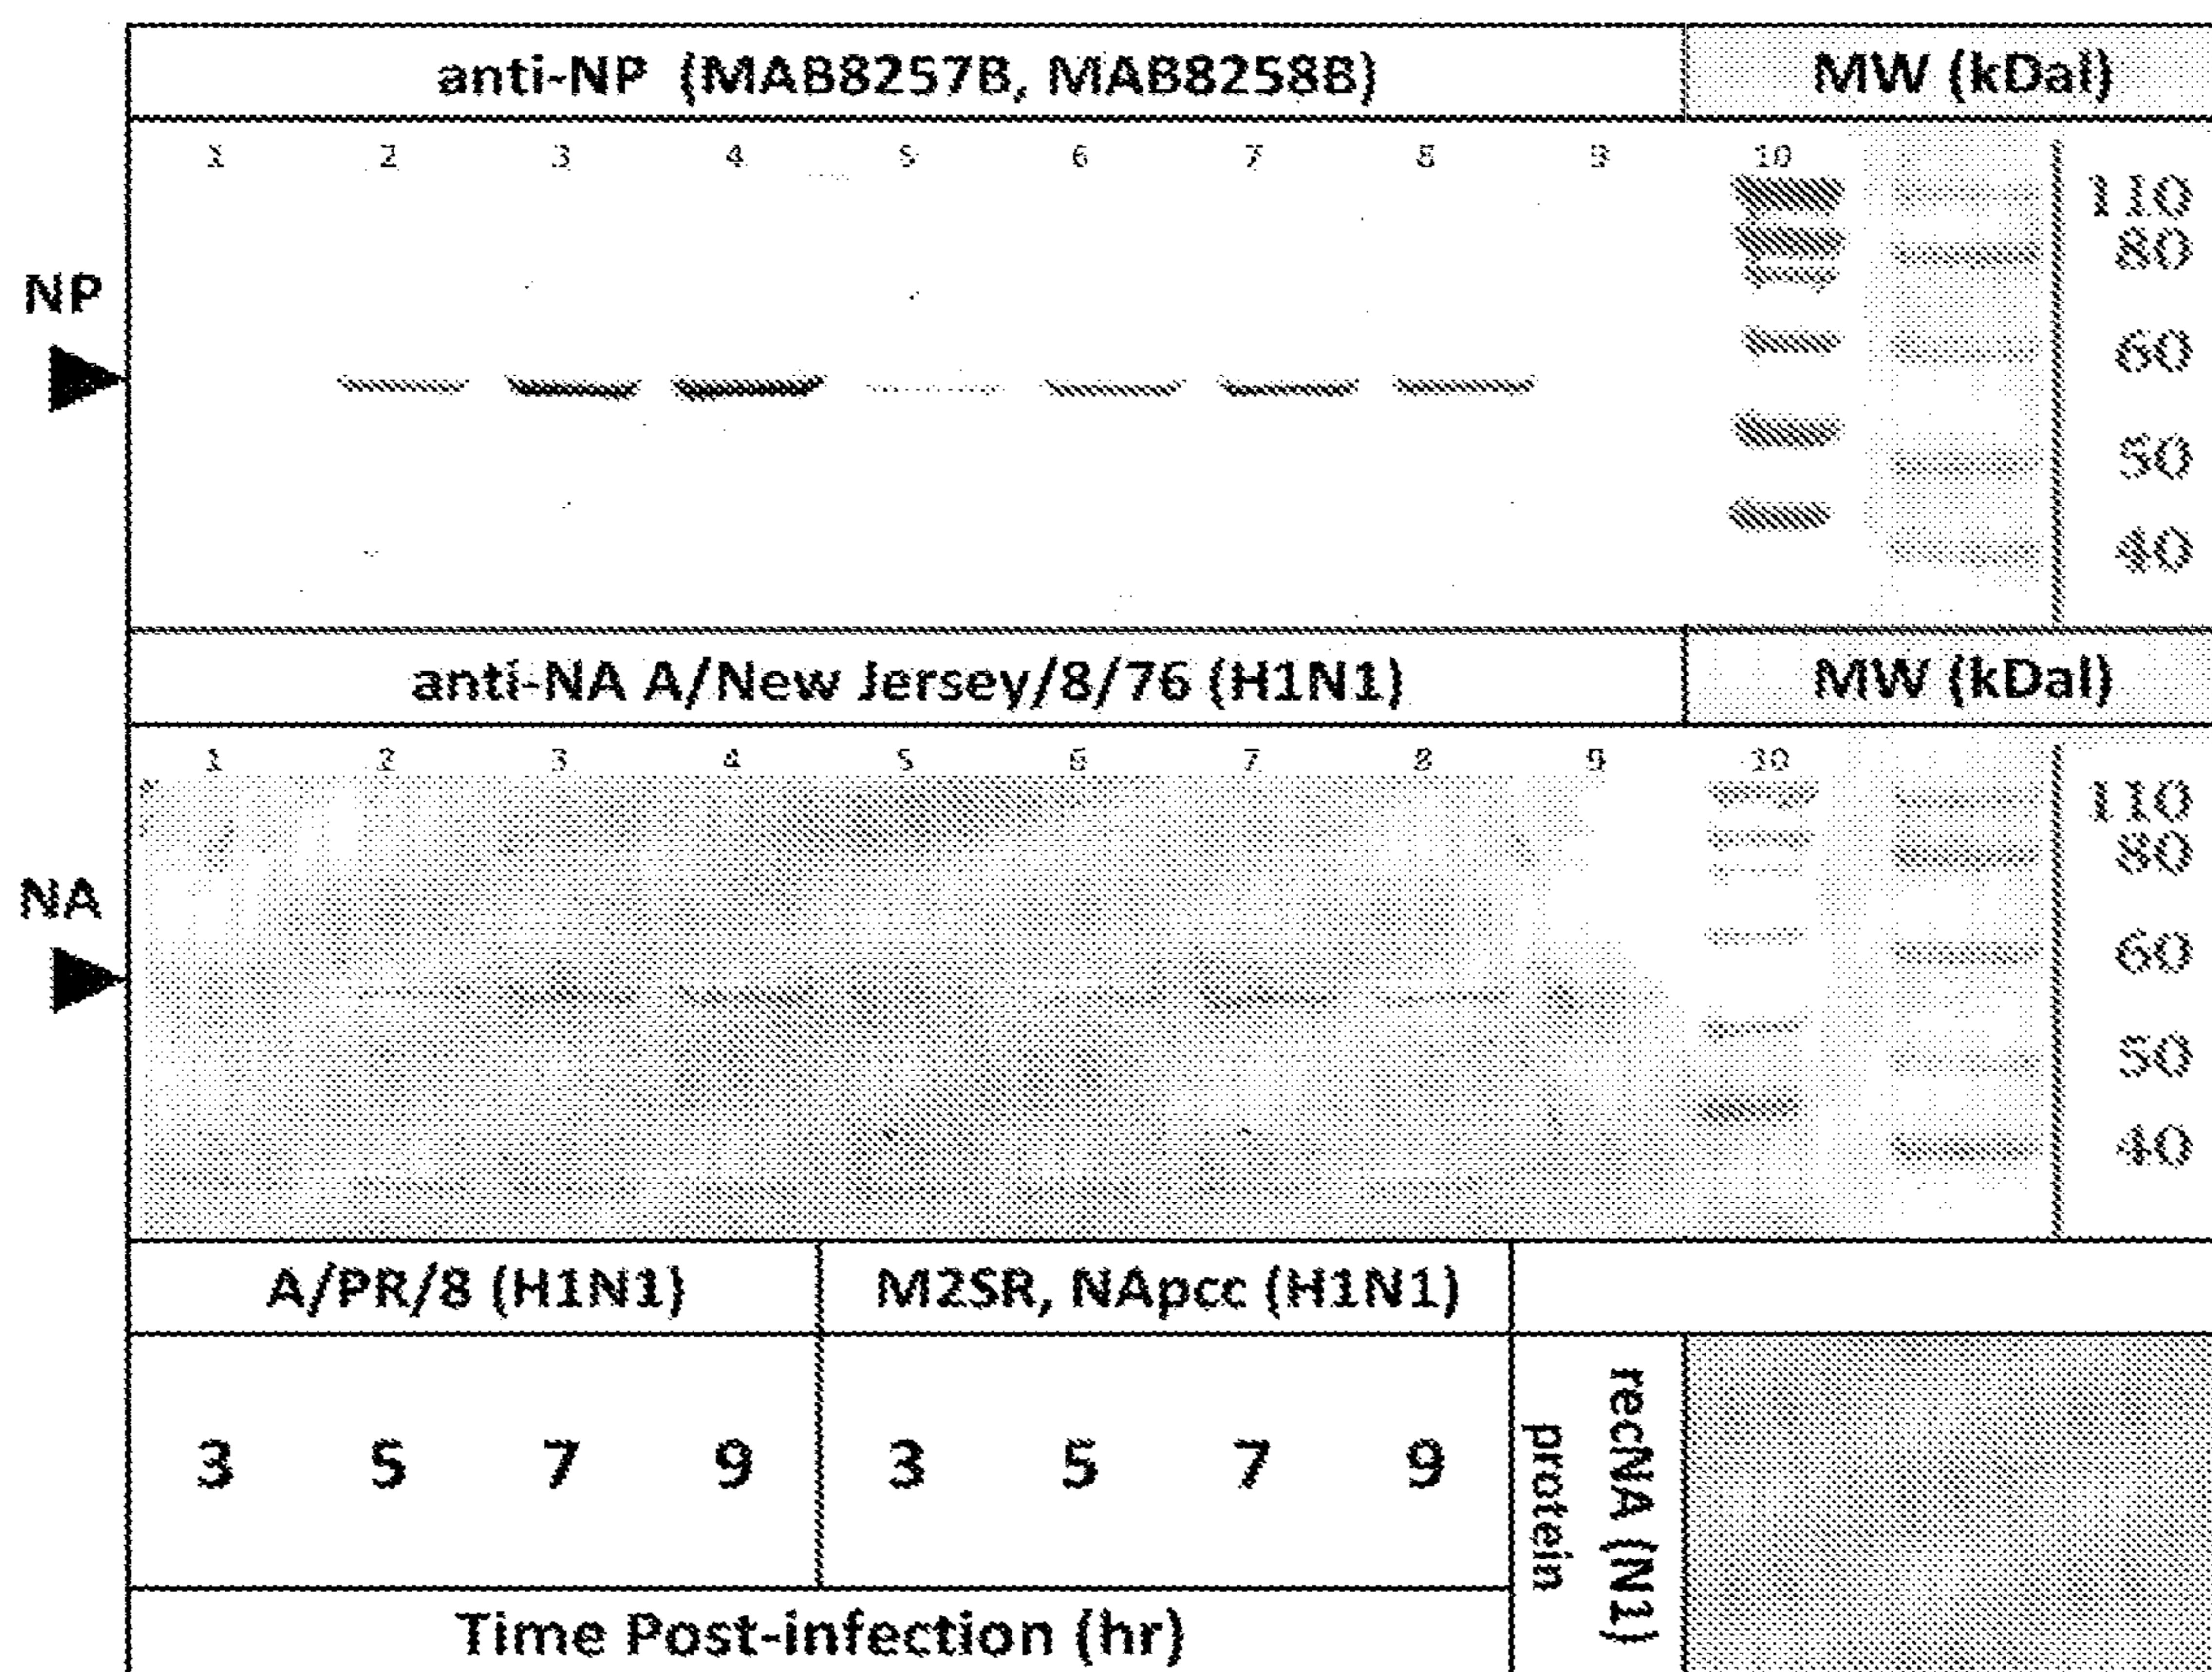 anti-NP (MAB8257B, MAB8258B) MW (kDal)
1 2 3 4 5 6 7 8 9 10
110
80
NP
60
50
40
anti-NA A/New Jersey/8/76 (H1N1) MW (kDal)
1 2 3 4 5 6 7 8 9 10
110
80
NA
60
50
40
A/PR/8 (H1N1) M2SR, NApcc (H1N1)
3 5 7 9 3 5 7 9
recNA (N1)
protein
Time Post-infection (hr)